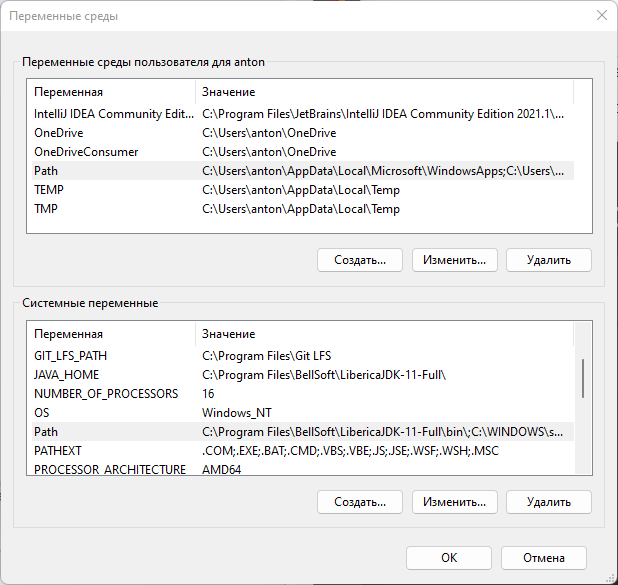 Переменные среды
Переменные среды пользователя для anton
Переменная Значение
IntelliJ IDEA Community Edit... C:\Program Files\JetBrains\IntelliJ IDEA Community Edition 2021.1\...
OneDrive C:\Users\anton\OneDrive
OneDriveConsumer C:\Users\anton\OneDrive
Path C:\Users\anton\AppData\Local\Microsoft\WindowsApps;C:\Users\...
TEMP C:\Users\anton\AppData\Local\Temp
TMP C:\Users\anton\AppData\Local\Temp
Создать... Изменить... Удалить
Системные переменные
Переменная Значение
GIT_LFS_PATH C:\Program Files\Git LFS
JAVA_HOME C:\Program Files\BellSoft\LibericaJDK-11-Full\
NUMBER_OF_PROCESSORS 16
OS Windows_NT
Path C:\Program Files\BellSoft\LibericaJDK-11-Full\bin\;C:\WINDOWS\s...
PATHEXT .COM;.EXE;.BAT;.CMD;.VBS;.VBE;.JS;.JSE;.WSF;.WSH;.MSC
PROCESSOR_ARCHITECTURE AMD64
Создать... Изменить... Удалить
OK Отмена